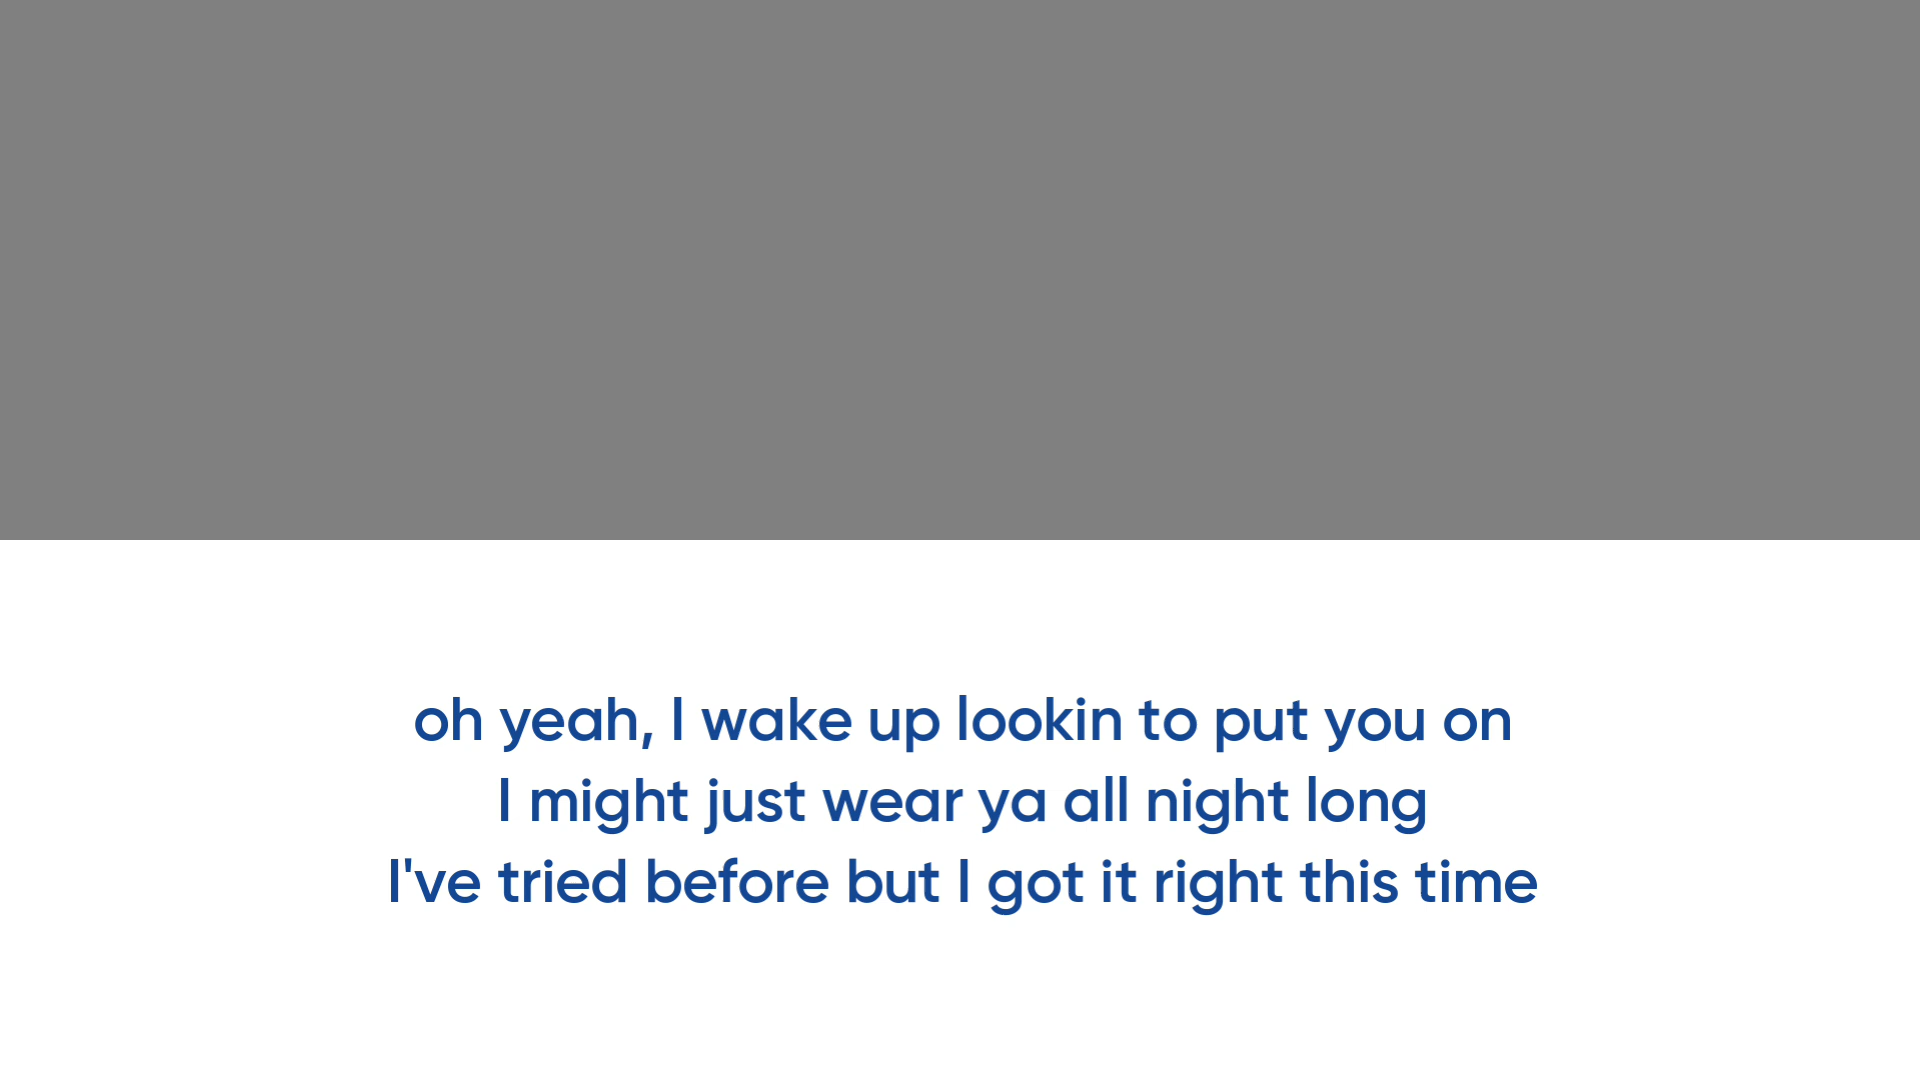 oh yeah, I wake up lookin to put you on
I might just wear ya all night long
I've tried before but I got it right this time